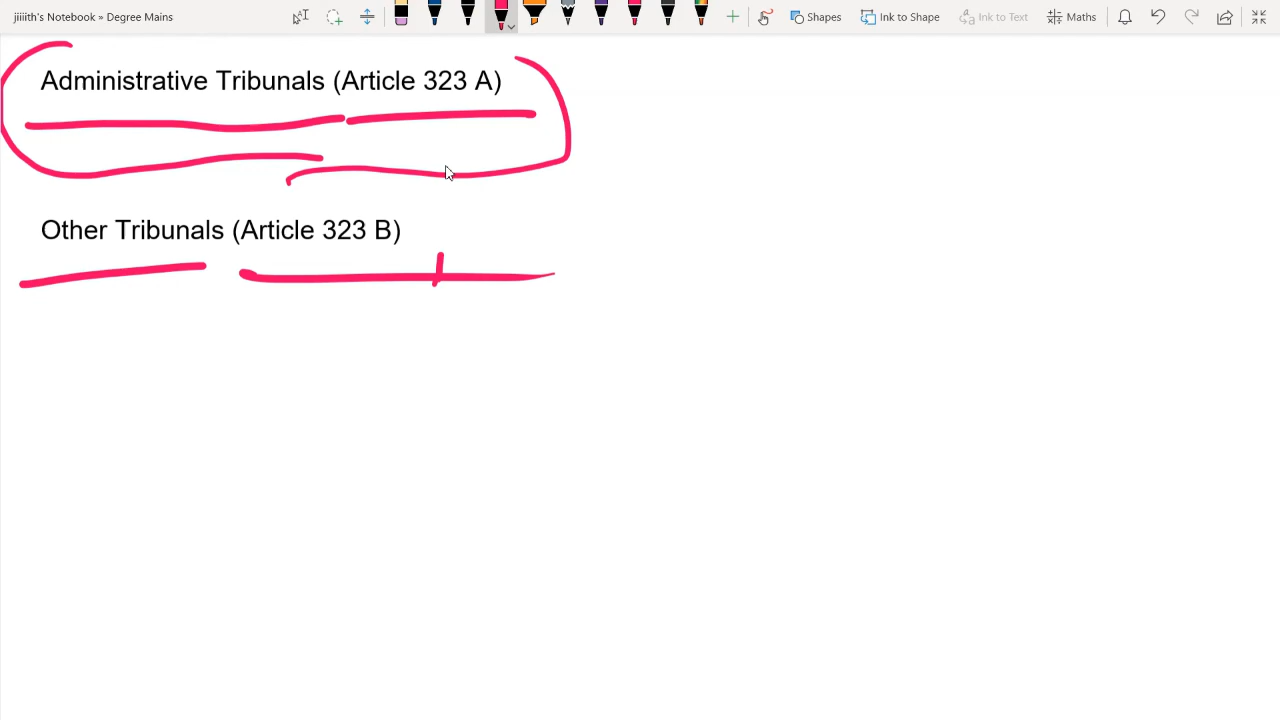 jiiiith's Notebook » Degree Mains
Shapes
Ink to Shape
Ink to Text
Maths
Administrative Tribunals (Article 323 A)
Other Tribunals (Article 323 B)